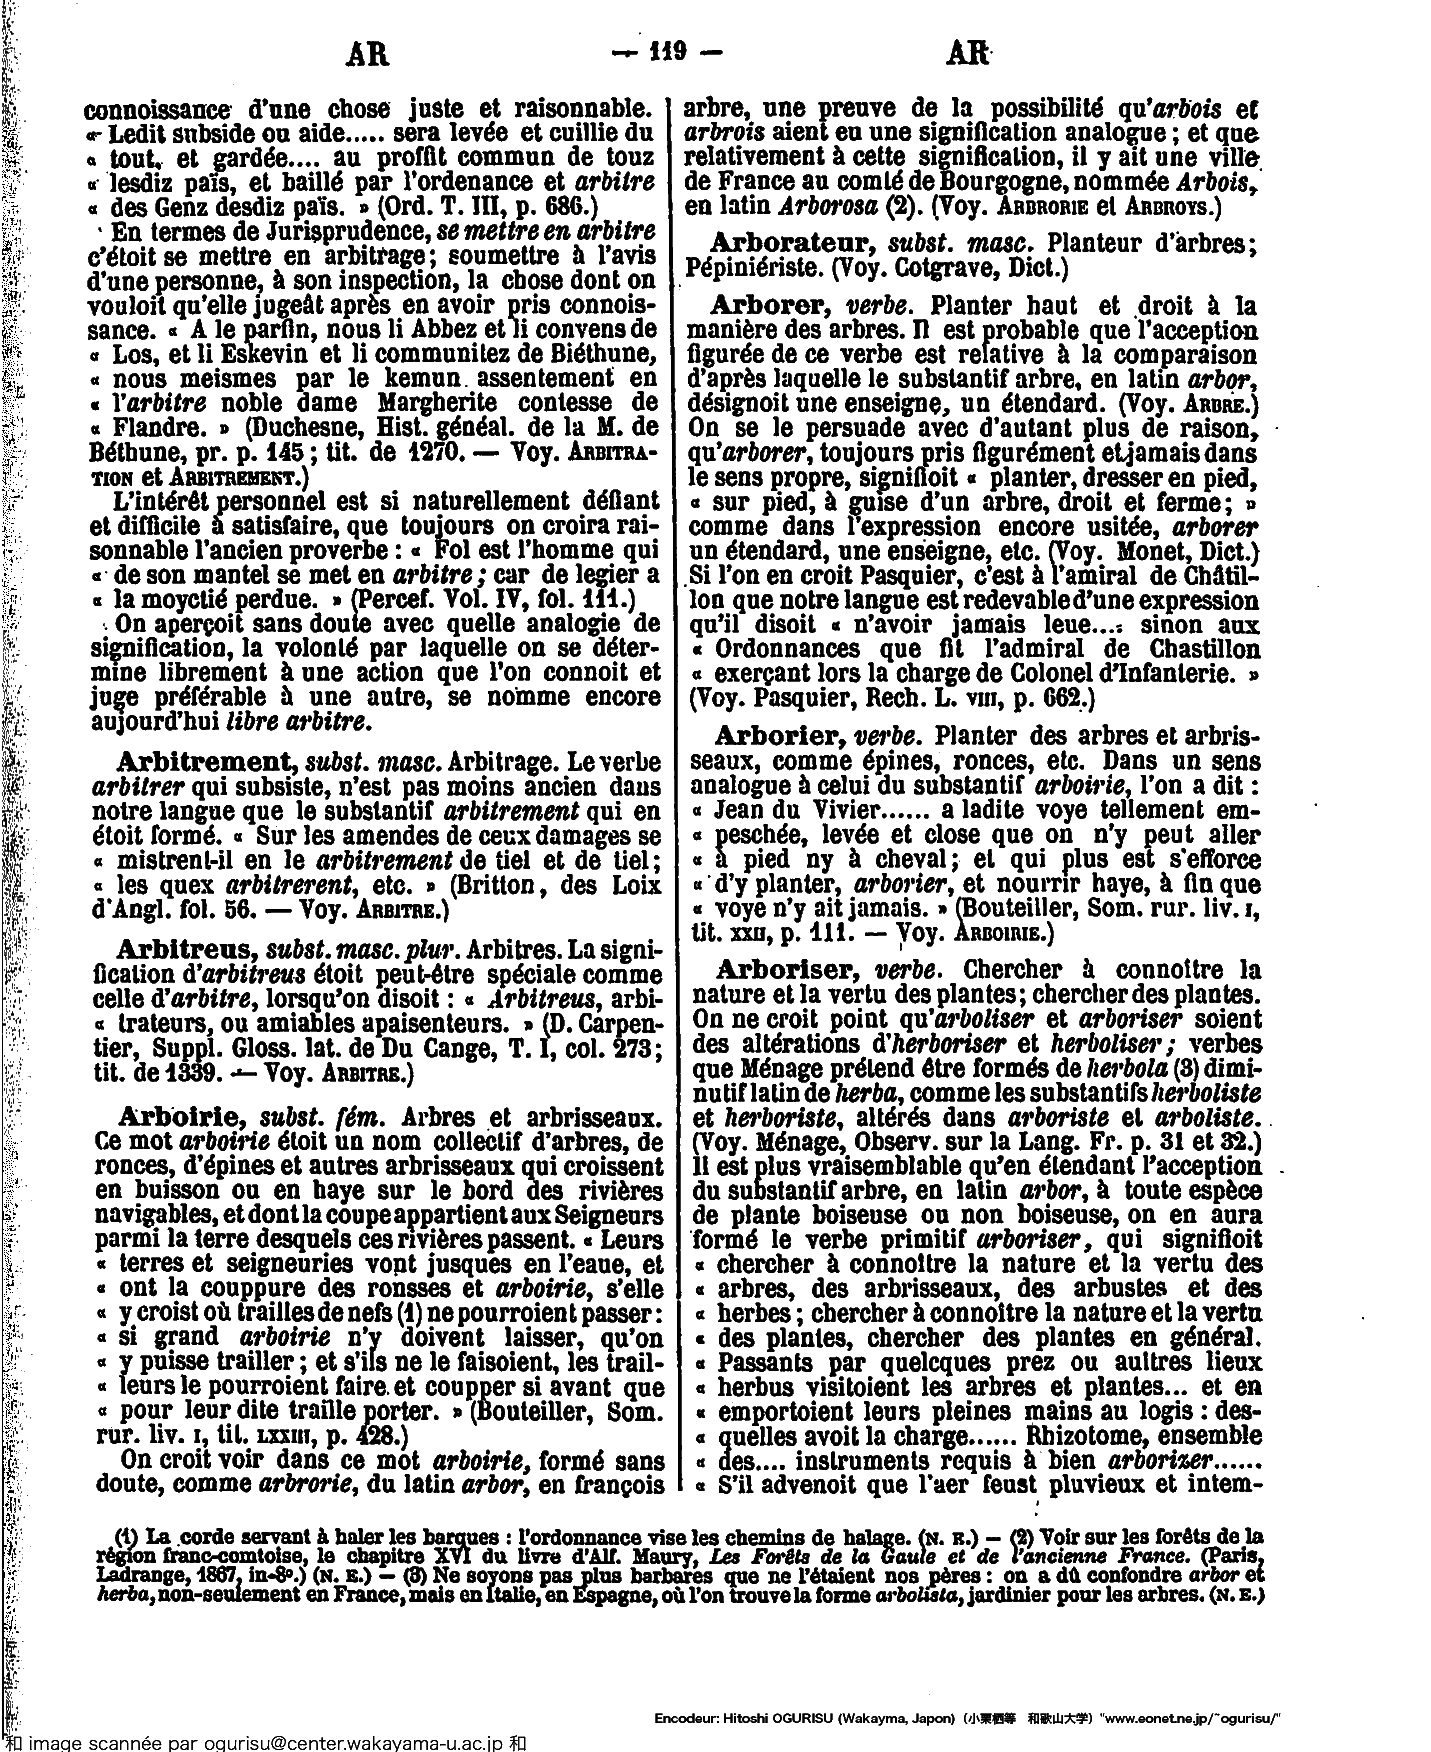 AR — 119 — AR
connoissance d'une chose juste et raisonnable.
« Ledit subside ou aide..... sera levée et cuillie du
« tout, et gardée.... au proffit commun de touz
« lesdiz païs, et baillé par l'ordenance et arbitre
« des Genz desdiz païs. » (Ord. T. III, p. 686.)
En termes de Jurisprudence, se mettre en arbitre
c'étoit se mettre en arbitrage; soumettre à l'avis
d'une personne, à son inspection, la chose dont on
vouloit qu'elle jugeât après en avoir pris connois-
sance. « A le parfin, nous li Abbez et li convens de
« Los, et li Eskevin et li communitez de Biéthune,
« nous meismes par le kemun assentement en
« l'arbitre noble dame Margherite contesse de
« Flandre. » (Duchesne, Hist. généal. de la M. de
Béthune, pr. p. 145; tit. de 1270. — Voy. ARBITRA-
TION et ARBITREMENT.)
L'intérêt personnel est si naturellement défiant
et difficile à satisfaire, que toujours on croira rai-
sonnable l'ancien proverbe : « Fol est l'homme qui
« de son mantel se met en arbitre; car de legier a
« la moyctié perdue. » (Percef. Vol. IV, fol. 111.)
On aperçoit sans doute avec quelle analogie de
signification, la volonté par laquelle on se déter-
mine librement à une action que l'on connoit et
juge préférable à une autre, se nomme encore
aujourd'hui libre arbitre.
Arbitrement, subst. masc. Arbitrage. Le verbe
arbitrer qui subsiste, n'est pas moins ancien dans
notre langue que le substantif arbitrement qui en
étoit formé. « Sur les amendes de ceux damages se
« mistrent-il en le arbitrement de tiel et de tiel;
« les quex arbitrerent, etc. » (Britton, des Loix
d'Angl. fol. 56. — Voy. ARBITRE.)
Arbitreus, subst. masc. plur. Arbitres. La signi-
fication d'arbitreus étoit peut-être spéciale comme
celle d'arbitre, lorsqu'on disoit : « Arbitreus, arbi-
« trateurs, ou amiables apaisenteurs. » (D. Carpen-
tier, Suppl. Gloss. lat. de Du Cange, T. I, col. 273;
tit. de 1339. — Voy. ARBITRE.)
Arboirie, subst. fém. Arbres et arbrisseaux.
Ce mot arboirie étoit un nom collectif d'arbres, de
ronces, d'épines et autres arbrisseaux qui croissent
en buisson ou en haye sur le bord des rivières
navigables, et dont la coupe appartient aux Seigneurs
parmi la terre desquels ces rivières passent. « Leurs
« terres et seigneuries vont jusques en l'eaue, et
« ont la couppure des ronsses et arboirie, s'elle
« y croist où trailles de nefs (1) ne pourroient passer:
« si grand arboirie n'y doivent laisser, qu'on
« y puisse trailler; et s'ils ne le faisoient, les trail-
« leurs le pourroient faire et coupper si avant que
« pour leur dite traille porter. » (Bouteiller, Som.
rur. liv. I, tit. LXXIII, p. 428.)
On croit voir dans ce mot arboirie, formé sans
doute, comme arbrorie, du latin arbor, en françois
arbre, une preuve de la possibilité qu'arbois et
arbrois aient eu une signification analogue; et que
relativement à cette signification, il y ait une ville
de France au comté de Bourgogne, nommée Arbois,
en latin Arborosa (2). (Voy. ARBRORIE et ARBROYS.)
Arborateur, subst. masc. Planteur d'arbres;
Pépiniériste. (Voy. Cotgrave, Dict.)
Arborer, verbe. Planter haut et droit à la
manière des arbres. Il est probable que l'acception
figurée de ce verbe est relative à la comparaison
d'après laquelle le substantif arbre, en latin arbor,
désignoit une enseigne, un étendard. (Voy. ARBRE.)
On se le persuade avec d'autant plus de raison,
qu'arborer, toujours pris figurément et jamais dans
le sens propre, signifioit « planter, dresser en pied,
« sur pied, à guise d'un arbre, droit et ferme; »
comme dans l'expression encore usitée, arborer
un étendard, une enseigne, etc. (Voy. Monet, Dict.)
Si l'on en croit Pasquier, c'est à l'amiral de Châtil-
lon que notre langue est redevable d'une expression
qu'il disoit « n'avoir jamais leue.... sinon aux
« Ordonnances que fit l'admiral de Chastillon
« exerçant lors la charge de Colonel d'Infanterie. »
(Voy. Pasquier, Rech. L. VIII, p. 662.)
Arborier, verbe. Planter des arbres et arbris-
seaux, comme épines, ronces, etc. Dans un sens
analogue à celui du substantif arboirie, l'on a dit :
« Jean du Vivier...... a ladite voye tellement em-
« peschée, levée et close que on n'y peut aller
« à pied ny à cheval; et qui plus est s'efforce
« d'y planter, arborier, et nourrir haye, à fin que
« voye n'y ait jamais. » (Bouteiller, Som. rur. liv. I,
tit. XXII, p. 111. — Voy. ARBOIRIE.)
Arboriser, verbe. Chercher à connoître la
nature et la vertu des plantes; chercher des plantes.
On ne croit point qu'arboliser et arboriser soient
des altérations d'herboriser et herboliser; verbes
que Ménage prétend être formés de herbola (3) dimi-
nutif latin de herba, comme les substantifs herboliste
et herboriste, altérés dans arboriste et arboliste.
(Voy. Ménage, Observ. sur la Lang. Fr. p. 31 et 32.)
Il est plus vraisemblable qu'en étendant l'acception
du substantif arbre, en latin arbor, à toute espèce
de plante boiseuse ou non boiseuse, on en aura
formé le verbe primitif arboriser, qui signifioit
« chercher à connoître la nature et la vertu des
« arbres, des arbrisseaux, des arbustes et des
« herbes; chercher à connoître la nature et la vertu
« des plantes, chercher des plantes en général.
« Passants par quelcques prez ou aultres lieux
« herbus visitoient les arbres et plantes... et en
« emportoient leurs pleines mains au logis : des-
« quelles avoit la charge...... Rhizotome, ensemble
« des.... instruments requis à bien arborizer......
« S'il advenoit que l'aer feust pluvieux et intem-
(1) La corde servant à haler les barques : l'ordonnance vise les chemins de halage. (N. E.) — (2) Voir sur les forêts de la
région franc-comtoise, le chapitre XVI du livre d'Alf. Maury, Les Forêts de la Gaule et de l'ancienne France. (Paris,
Ladrange, 1867, in-8º.) (N. E.) — (3) Ne soyons pas plus barbares que ne l'étaient nos pères : on a dû confondre arbor et
herba, non-seulement en France, mais en Italie, en Espagne, où l'on trouve la forme arbolista, jardinier pour les arbres. (N. E.)
Encodeur: Hitoshi OGURISU (Wakayma, Japon) (小栗栖等 和歌山大学) "www.eonet.ne.jp/~ogurisu/"
和 image scannée par ogurisu@center.wakayama-u.ac.jp 和